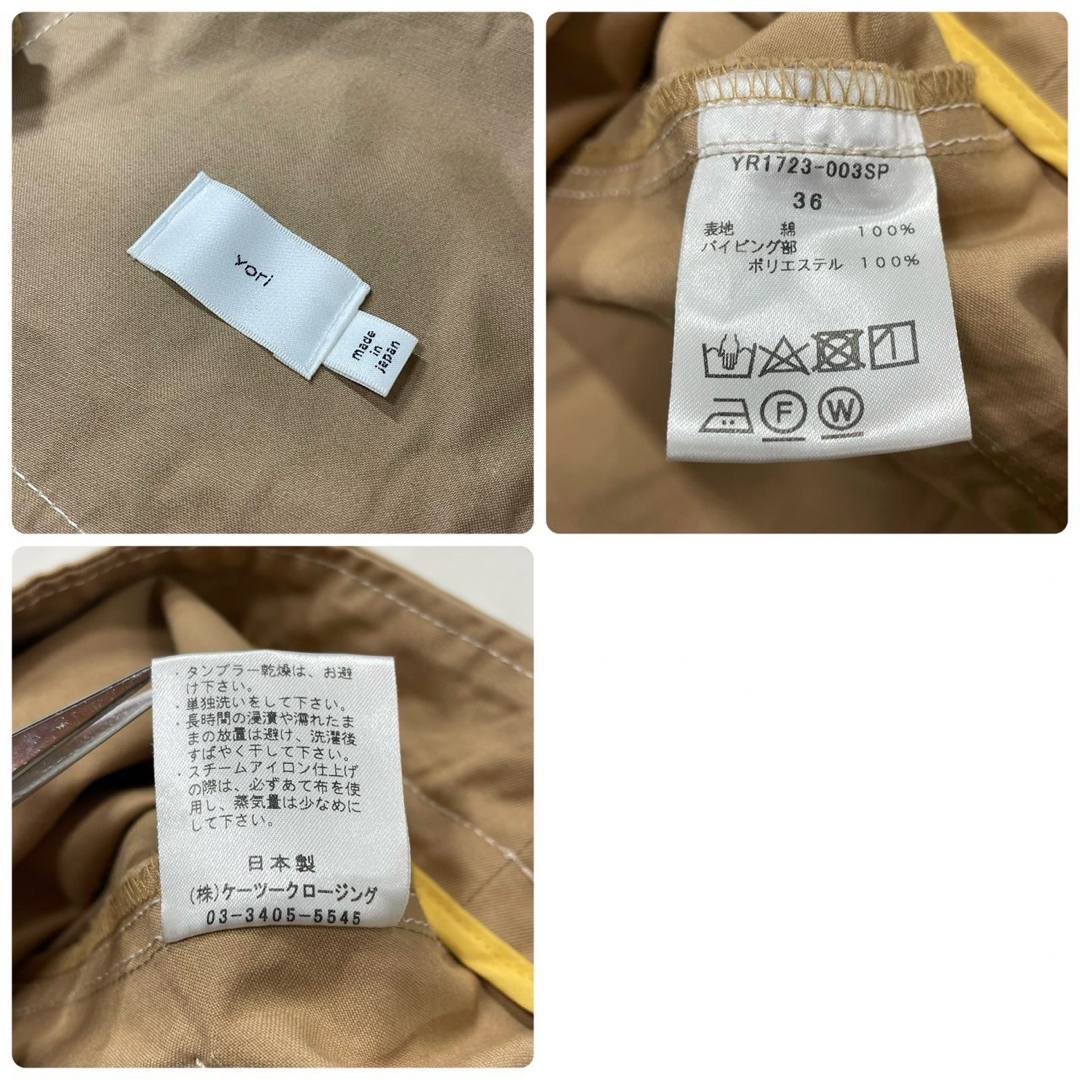 yori
made
in
japan
YR1723-003SP
36
表地 綿 100%
パイピング部
ポリエステル 100%
F
W
・タンブラー乾燥は、お避
け下さい。
・単独洗いをして下さい。
・長時間の浸漬や濡れたま
まの放置は避け、洗濯後
すばやく干して下さい。
・スチームアイロン仕上げ
の際は、必ずあて布を使
用し、蒸気量は少なめに
して下さい。
日本製
(株)ケーツークロージング
03-3405-5545